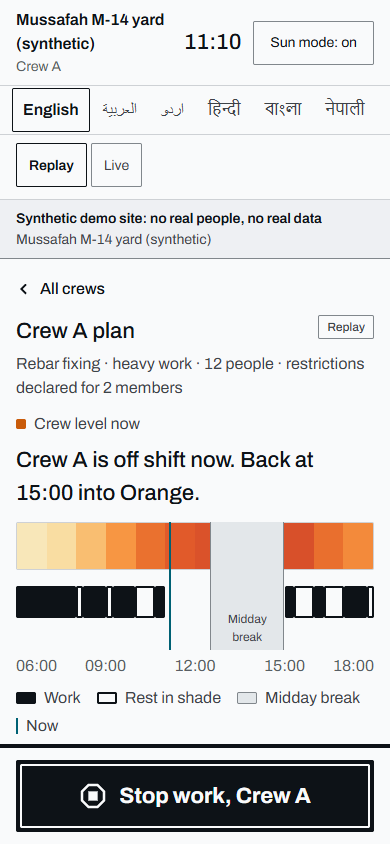 Mussafah M-14 yard
(synthetic)
Crew A
11:10
Sun mode: on
English
العربية
اردو
हिन्दी
বাংলা
नेपाली
Replay
Live
Synthetic demo site: no real people, no real data
Mussafah M-14 yard (synthetic)
All crews
Crew A plan
Replay
Rebar fixing · heavy work · 12 people · restrictions
declared for 2 members
Crew level now
Crew A is off shift now. Back at
15:00 into Orange.
Midday
break
06:00 09:00 12:00 15:00 18:00
Work Rest in shade Midday break
Now
Stop work, Crew A